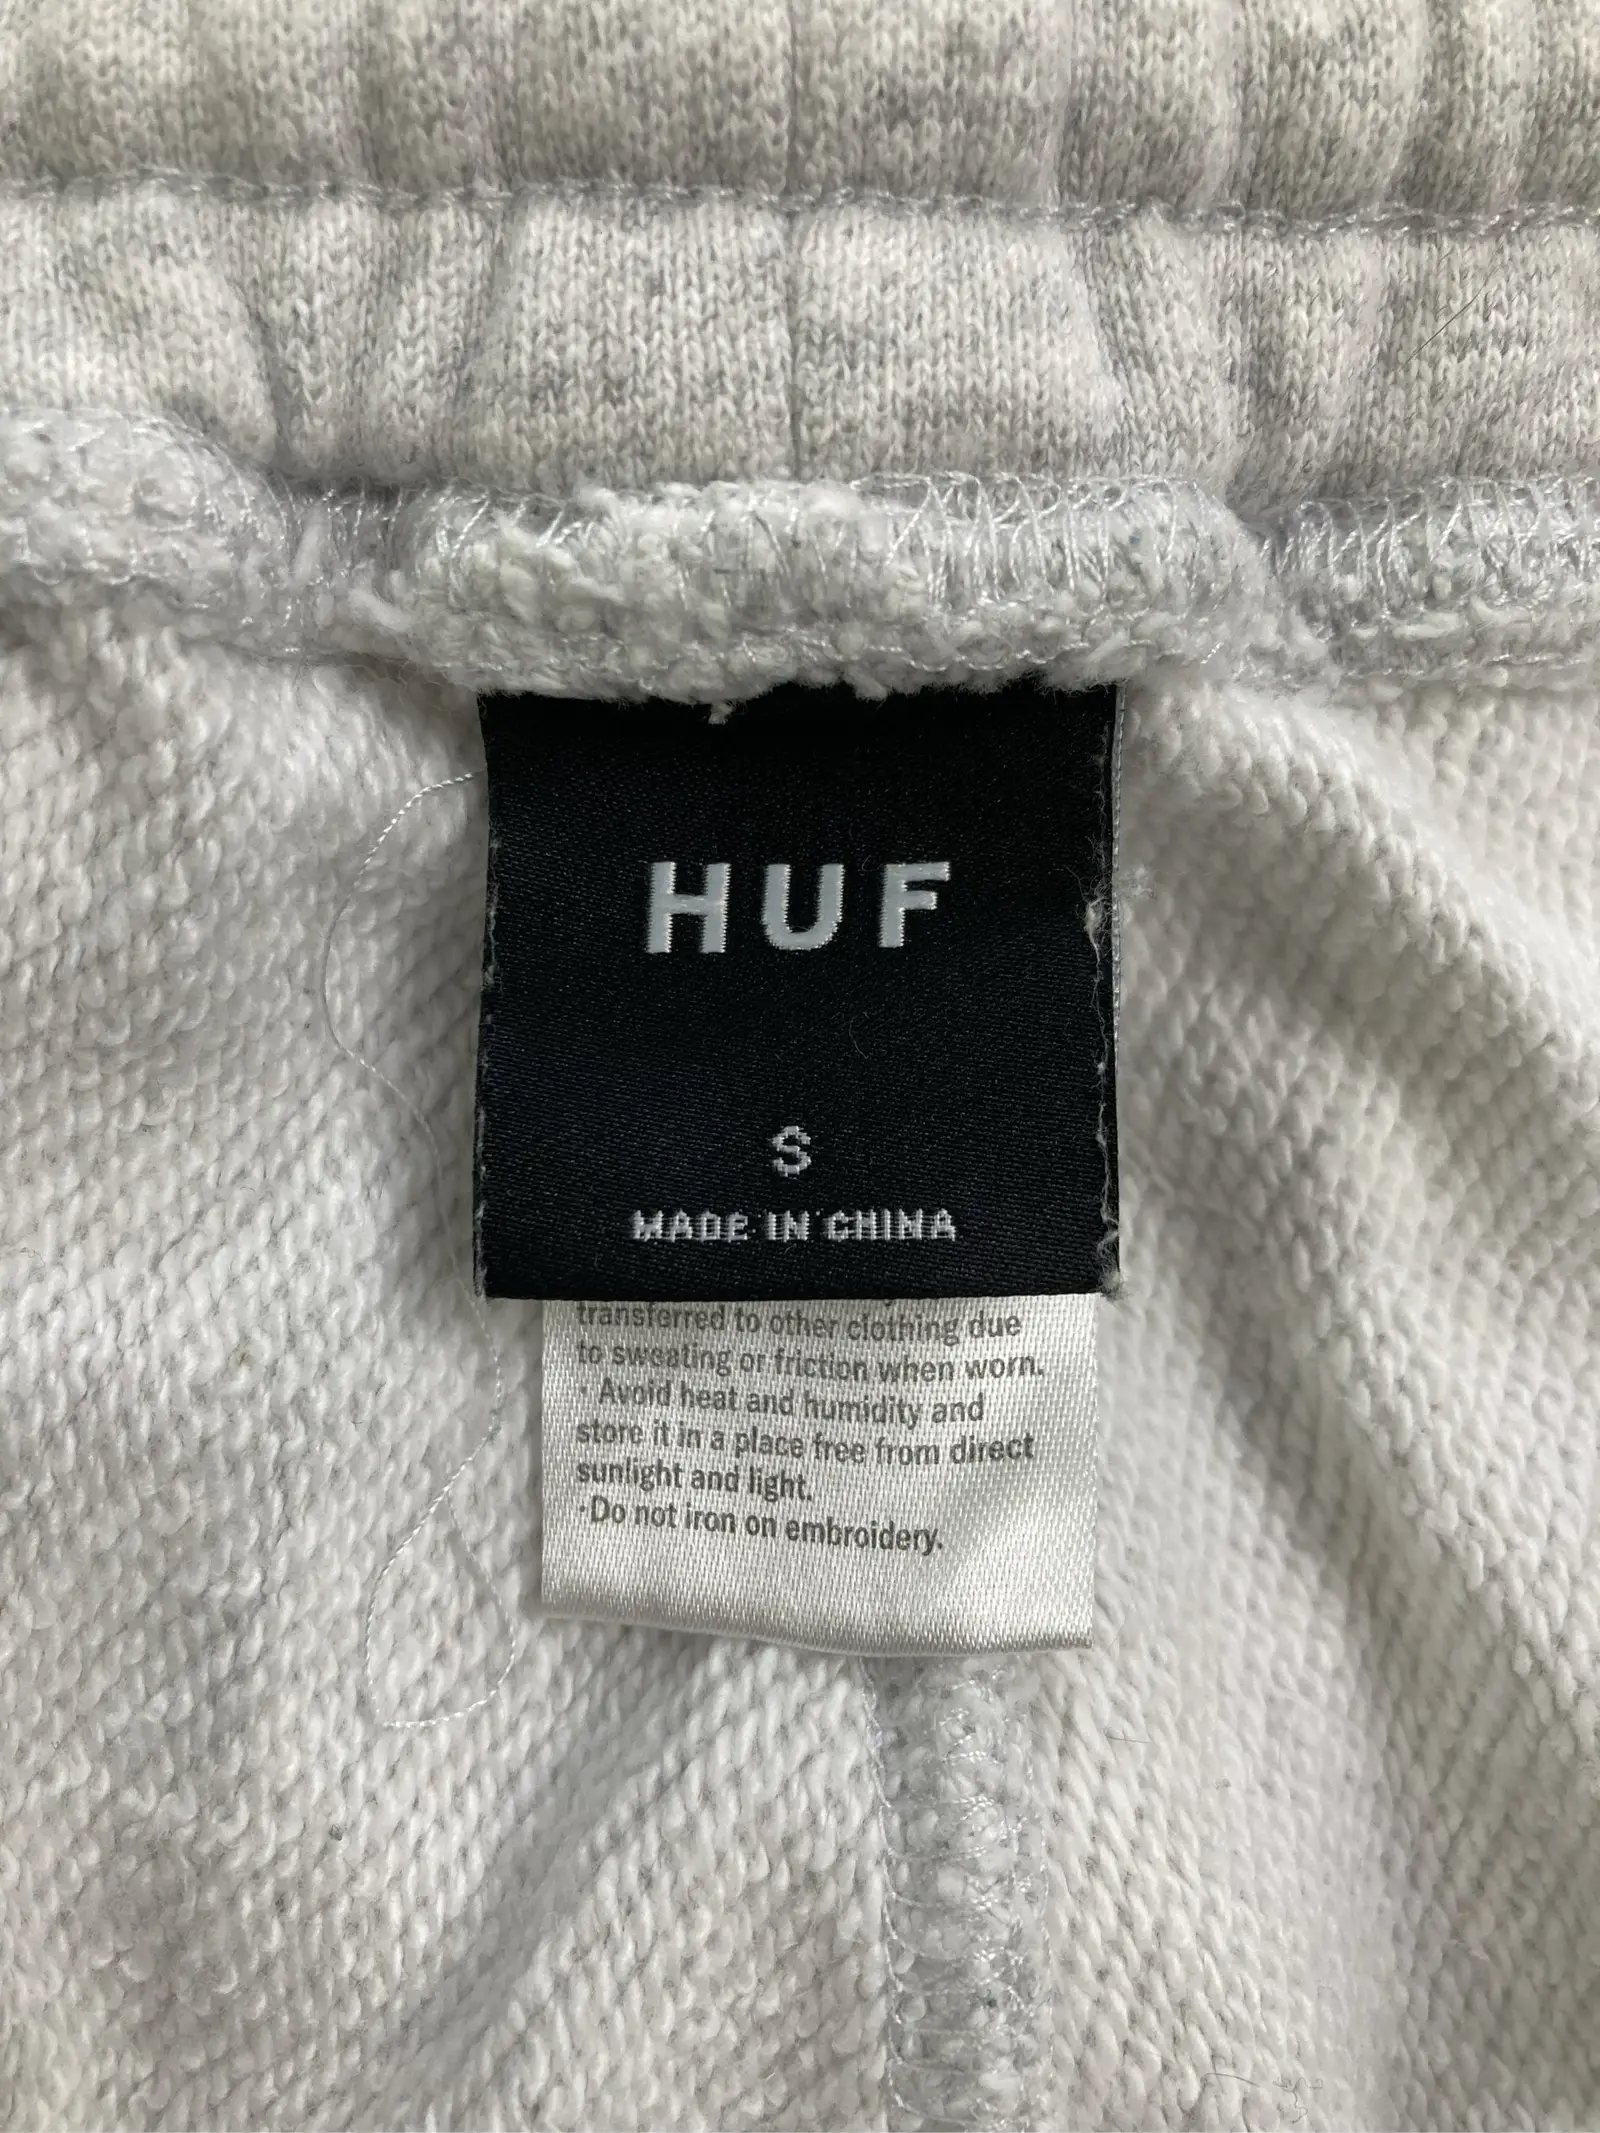 HUF
S
MADE IN CHINA
transferred to other clothing due
to sweating or friction when worn.
· Avoid heat and humidity and
store it in a place free from direct
sunlight and light.
·Do not iron on embroidery.